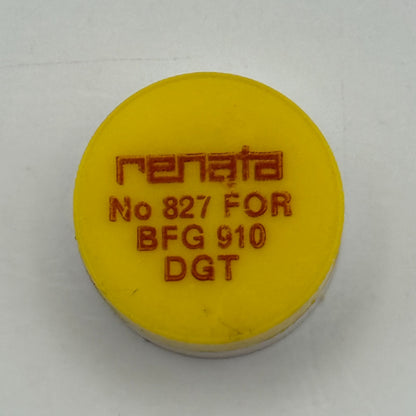 renata
No 827 FOR
BFG 910
DGT